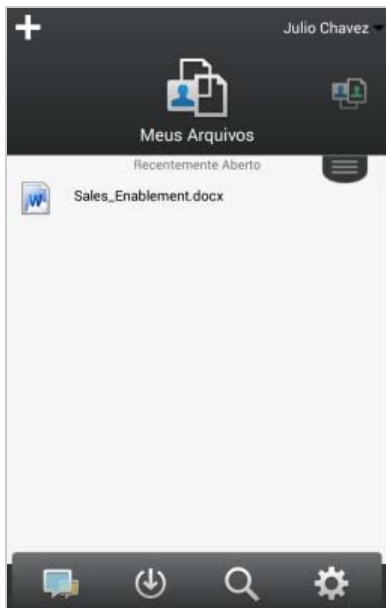 Julio Chavez
Meus Arquivos
Recentemente Aberto
Sales_Enablement.docx